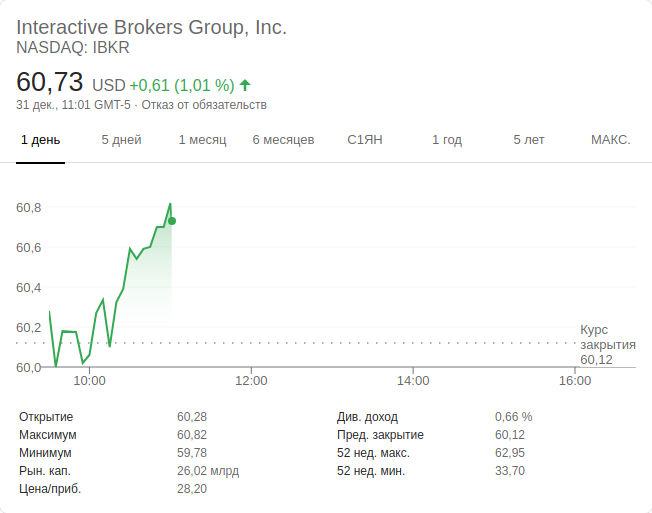 Interactive Brokers Group, Inc.
NASDAQ: IBKR
60,73 USD +0,61 (1,01 %)
31 дек., 11:01 GMT-5 · Отказ от обязательств
1 день 5 дней 1 месяц 6 месяцев С1ЯН 1 год 5 лет МАКС.
60,8
60,6
60,4
60,2
60,0
Курс
закрытия
60,12
10:00 12:00 14:00 16:00
Открытие 60,28 Див. доход 0,66 %
Максимум 60,82 Пред. закрытие 60,12
Минимум 59,78 52 нед. макс. 62,95
Рын. кап. 26,02 млрд 52 нед. мин. 33,70
Цена/приб. 28,20